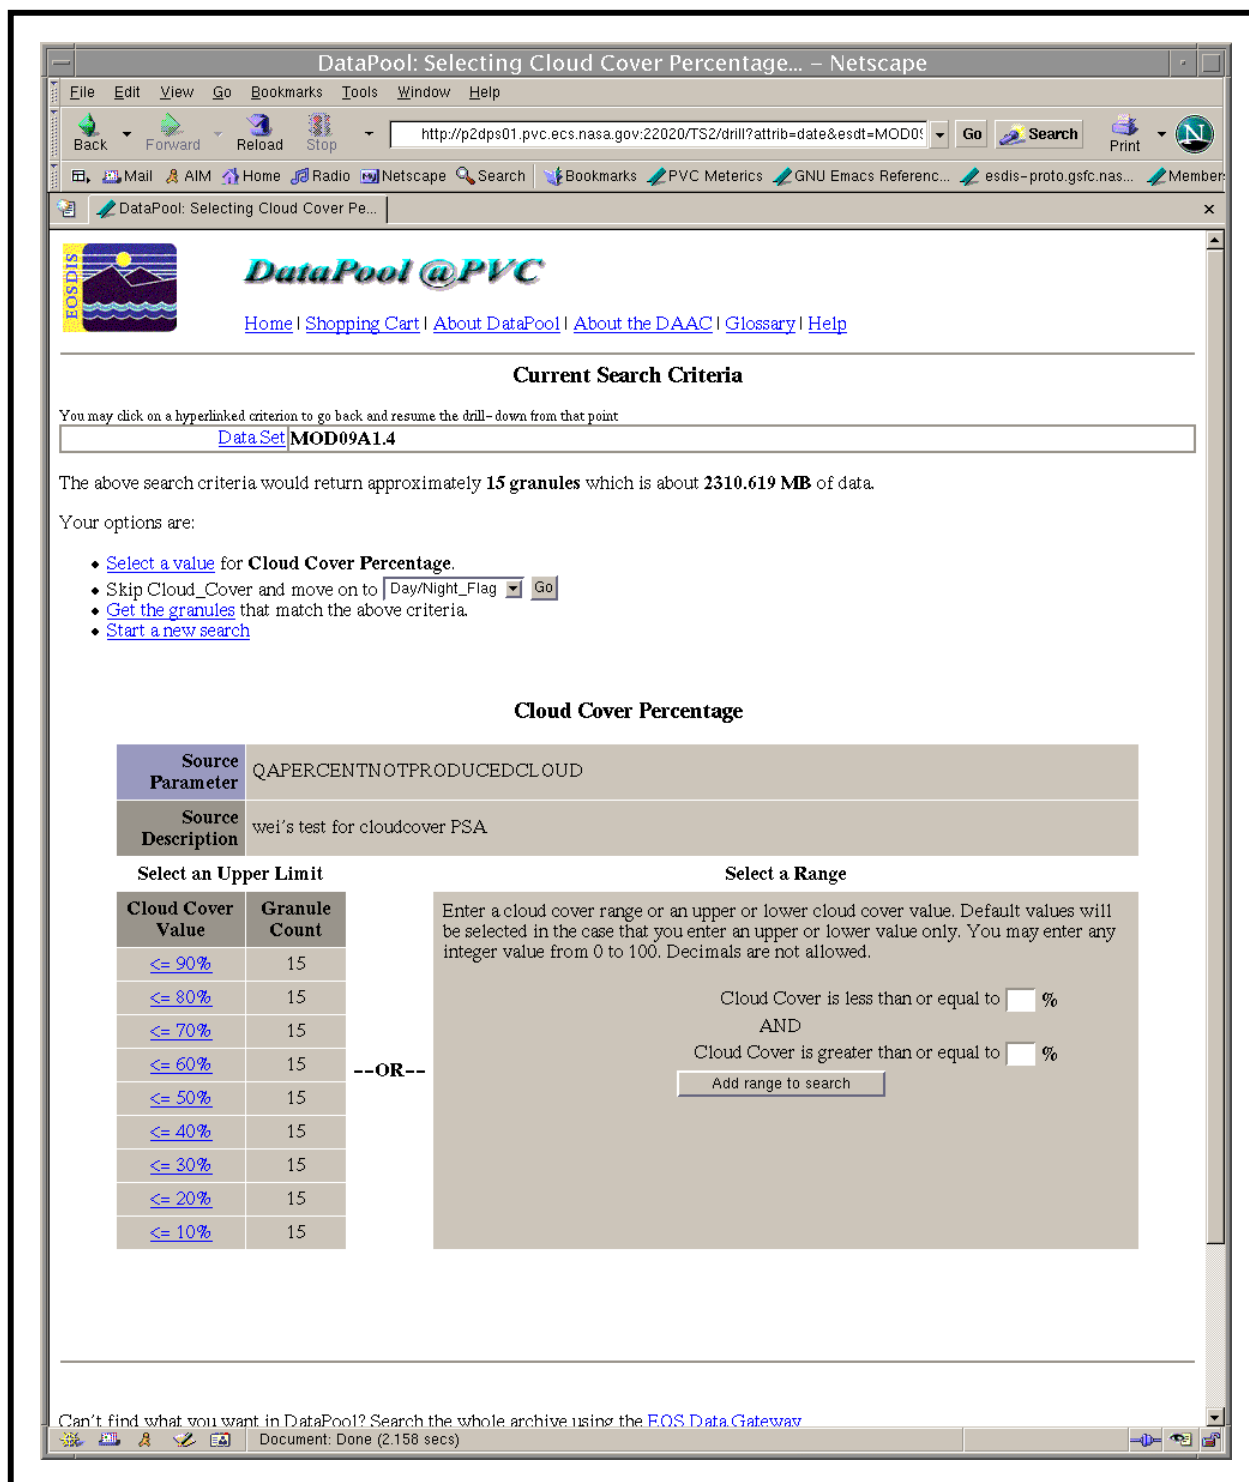 DataPool: Selecting Cloud Cover Percentage... – Netscape
File Edit View Go Bookmarks Tools Window Help
Back Forward Reload Stop http://p2dps01.pvc.ecs.nasa.gov:22020/TS2/drill?attrib=date&esdt=MOD09 Go Search Print N
Mail AIM Home Radio Netscape Search Bookmarks PVC Meterics GNU Emacs Referenc... esdis-proto.gsfc.nas... Member
DataPool: Selecting Cloud Cover Pe...
EOSDIS
DataPool @PVC
Home | Shopping Cart | About DataPool | About the DAAC | Glossary | Help
Current Search Criteria
You may click on a hyperlinked criterion to go back and resume the drill-down from that point
Data Set MOD09A1.4
The above search criteria would return approximately 15 granules which is about 2310.619 MB of data.
Your options are:
• Select a value for Cloud Cover Percentage.
• Skip Cloud_Cover and move on to Day/Night_Flag Go
• Get the granules that match the above criteria.
• Start a new search
Cloud Cover Percentage
Source Parameter QAPERCENTNOTPRODUCEDCLOUD
Source Description wei's test for cloudcover PSA
Select an Upper Limit
Cloud Cover Value Granule Count
<= 90% 15
<= 80% 15
<= 70% 15
<= 60% 15
<= 50% 15
<= 40% 15
<= 30% 15
<= 20% 15
<= 10% 15
--OR--
Select a Range
Enter a cloud cover range or an upper or lower cloud cover value. Default values will
be selected in the case that you enter an upper or lower value only. You may enter any
integer value from 0 to 100. Decimals are not allowed.
Cloud Cover is less than or equal to %
AND
Cloud Cover is greater than or equal to %
Add range to search
Can't find what you want in DataPool? Search the whole archive using the EOS Data Gateway
Document: Done (2.158 secs)